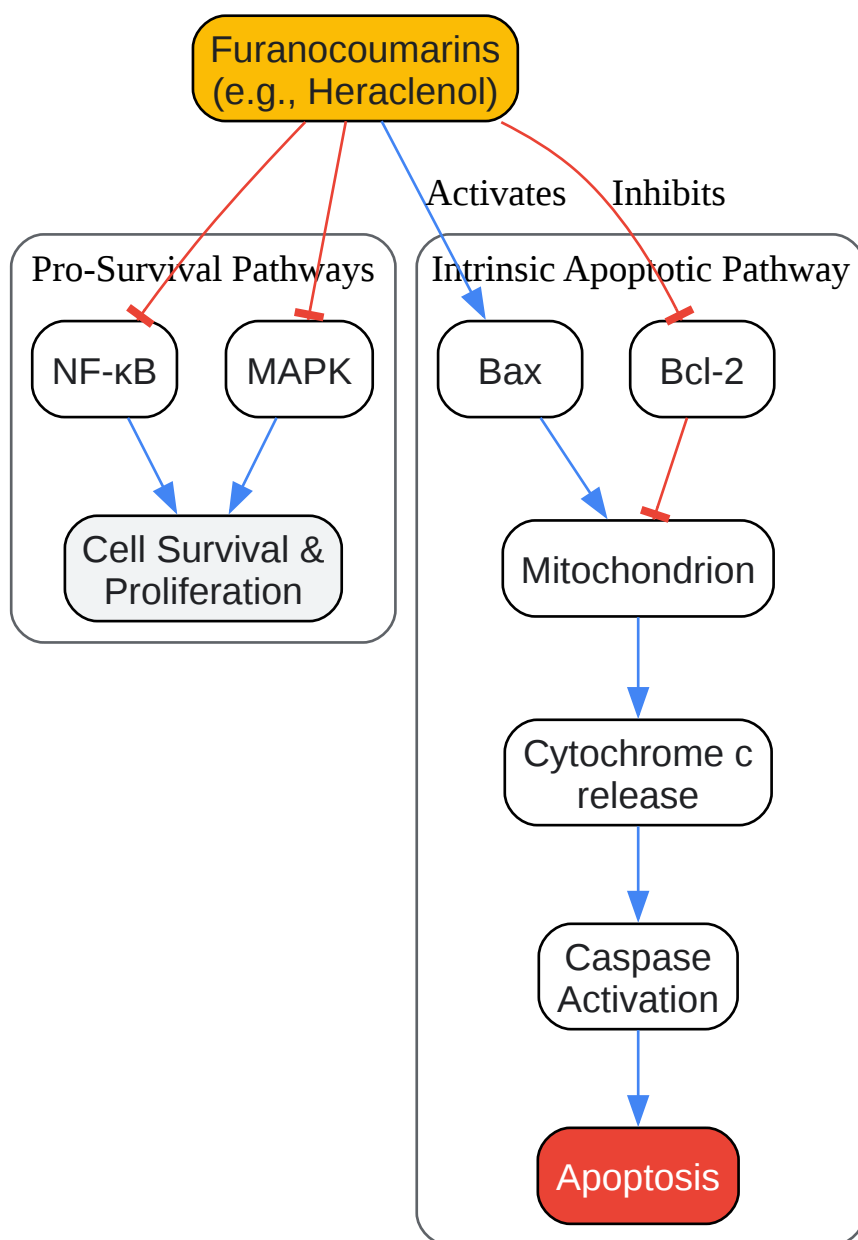 Furanocoumarins
(e.g., Heraclenol)
Activates
Inhibits
Pro-Survival Pathways
Intrinsic Apoptotic Pathway
NF-κB
MAPK
Bax
Bcl-2
Cell Survival &
Proliferation
Mitochondrion
Cytochrome c
release
Caspase
Activation
Apoptosis